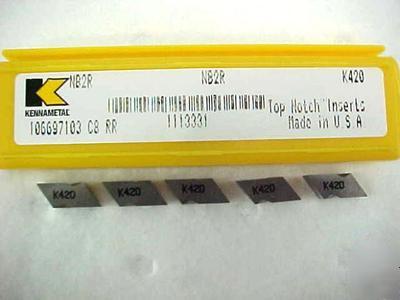 NB2R NB2R K420
KENNAMETAL
Top Notch Inserts
106697103 C8 RR 1113331 Made in U.S.A.
K420 K420 K420 K420 K420